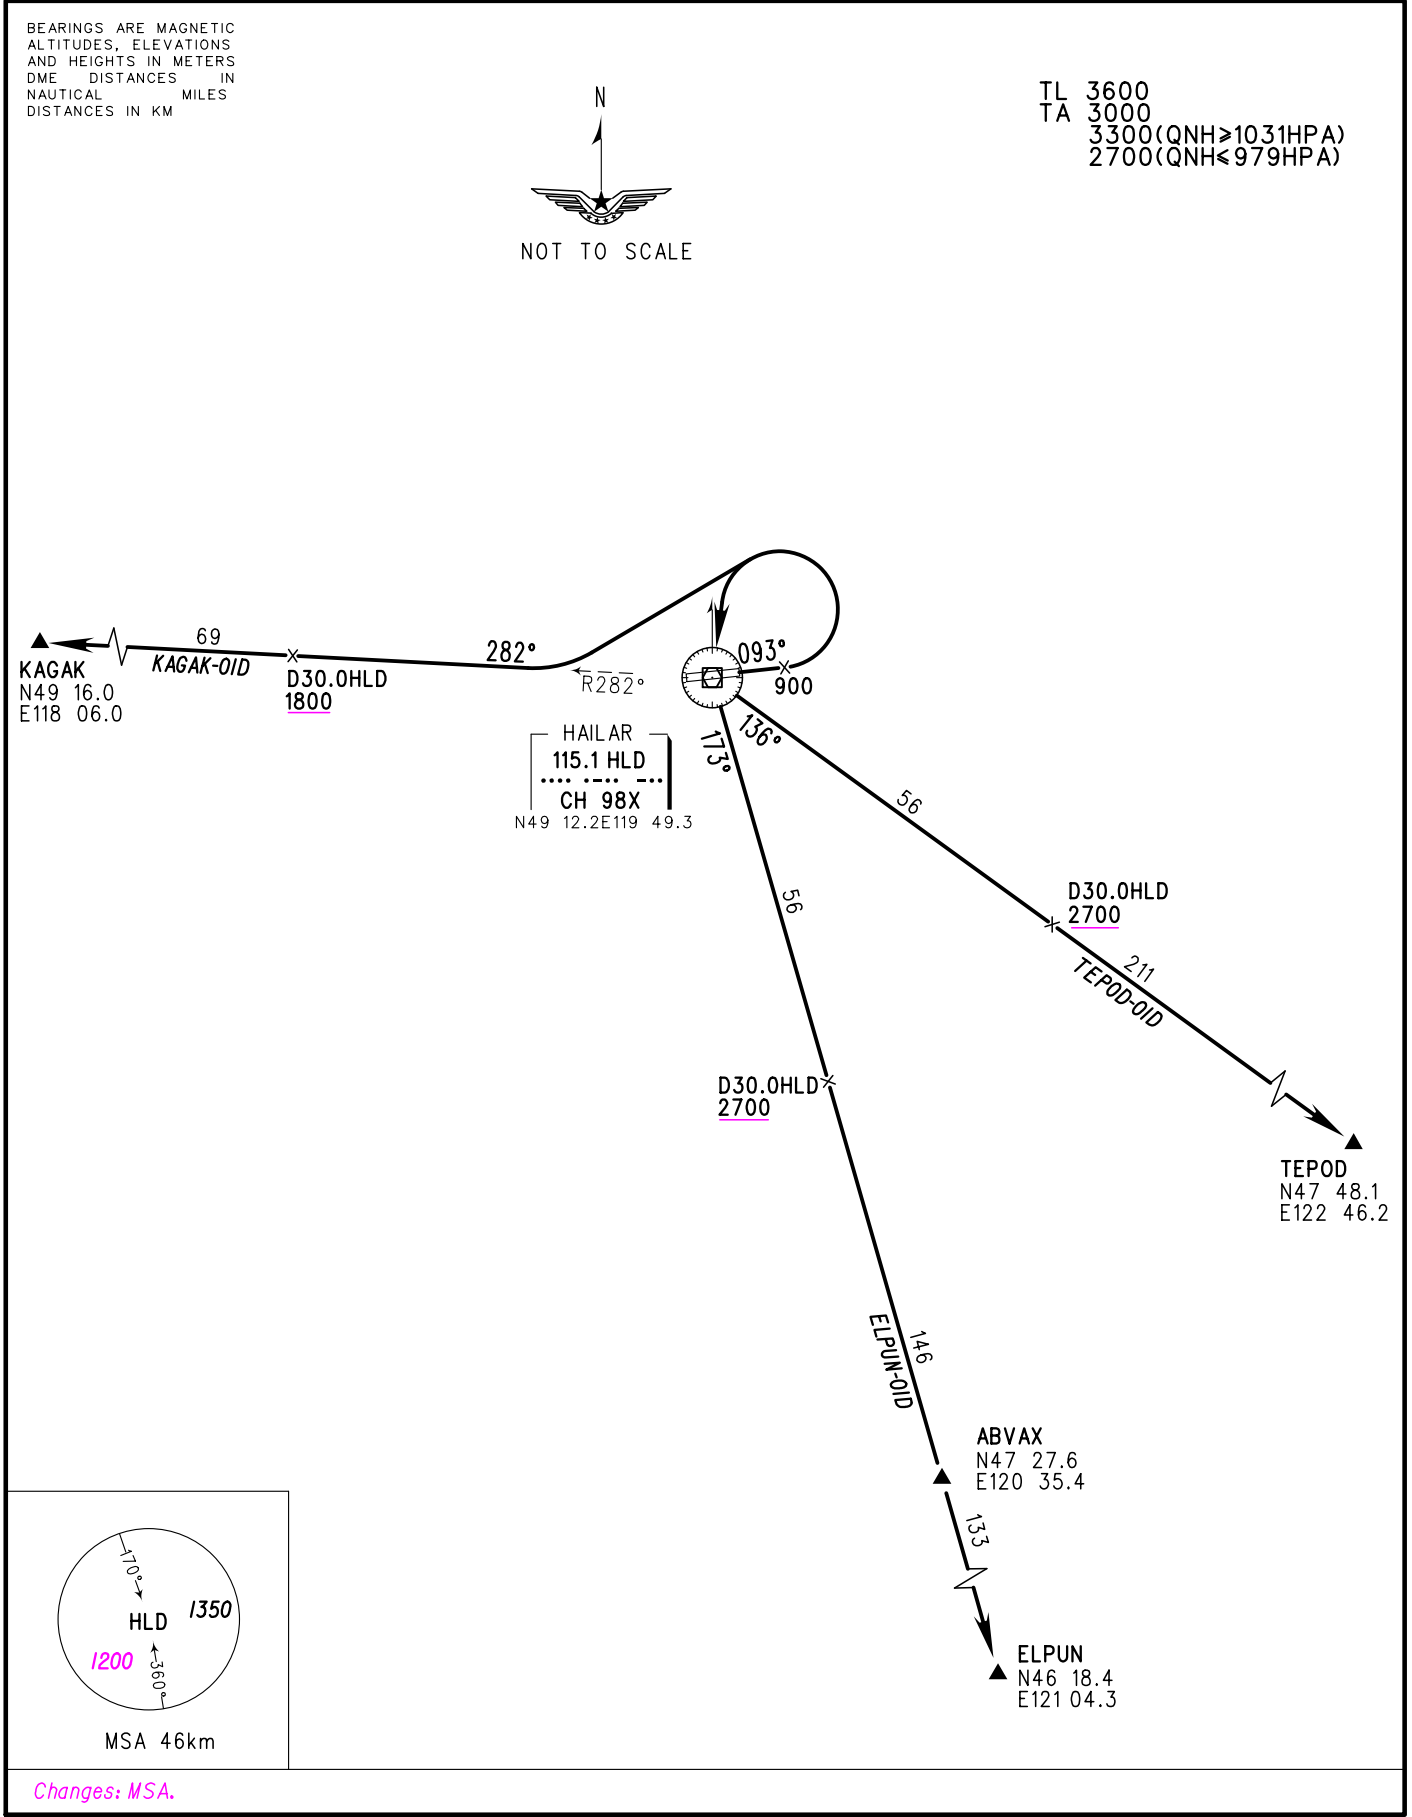 BEARINGS ARE MAGNETIC
ALTITUDES, ELEVATIONS
AND HEIGHTS IN METERS
DME DISTANCES IN
NAUTICAL MILES
DISTANCES IN KM
N
NOT TO SCALE
TL 3600
TA 3000
3300(QNH≥1031HPA)
2700(QNH≤979HPA)
69
KAGAK-01D
KAGAK
N49 16.0
E118 06.0
D30.0HLD
1800
282°
R282°
093°
900
136°
173°
HAILAR
115.1 HLD
CH 98X
N49 12.2E119 49.3
56
D30.0HLD
2700
211
TEPOD-01D
TEPOD
N47 48.1
E122 46.2
56
D30.0HLD
2700
146
ELPUN-01D
ABVAX
N47 27.6
E120 35.4
133
ELPUN
N46 18.4
E121 04.3
170°
HLD
1350
1200
360°
MSA 46km
Changes: MSA.